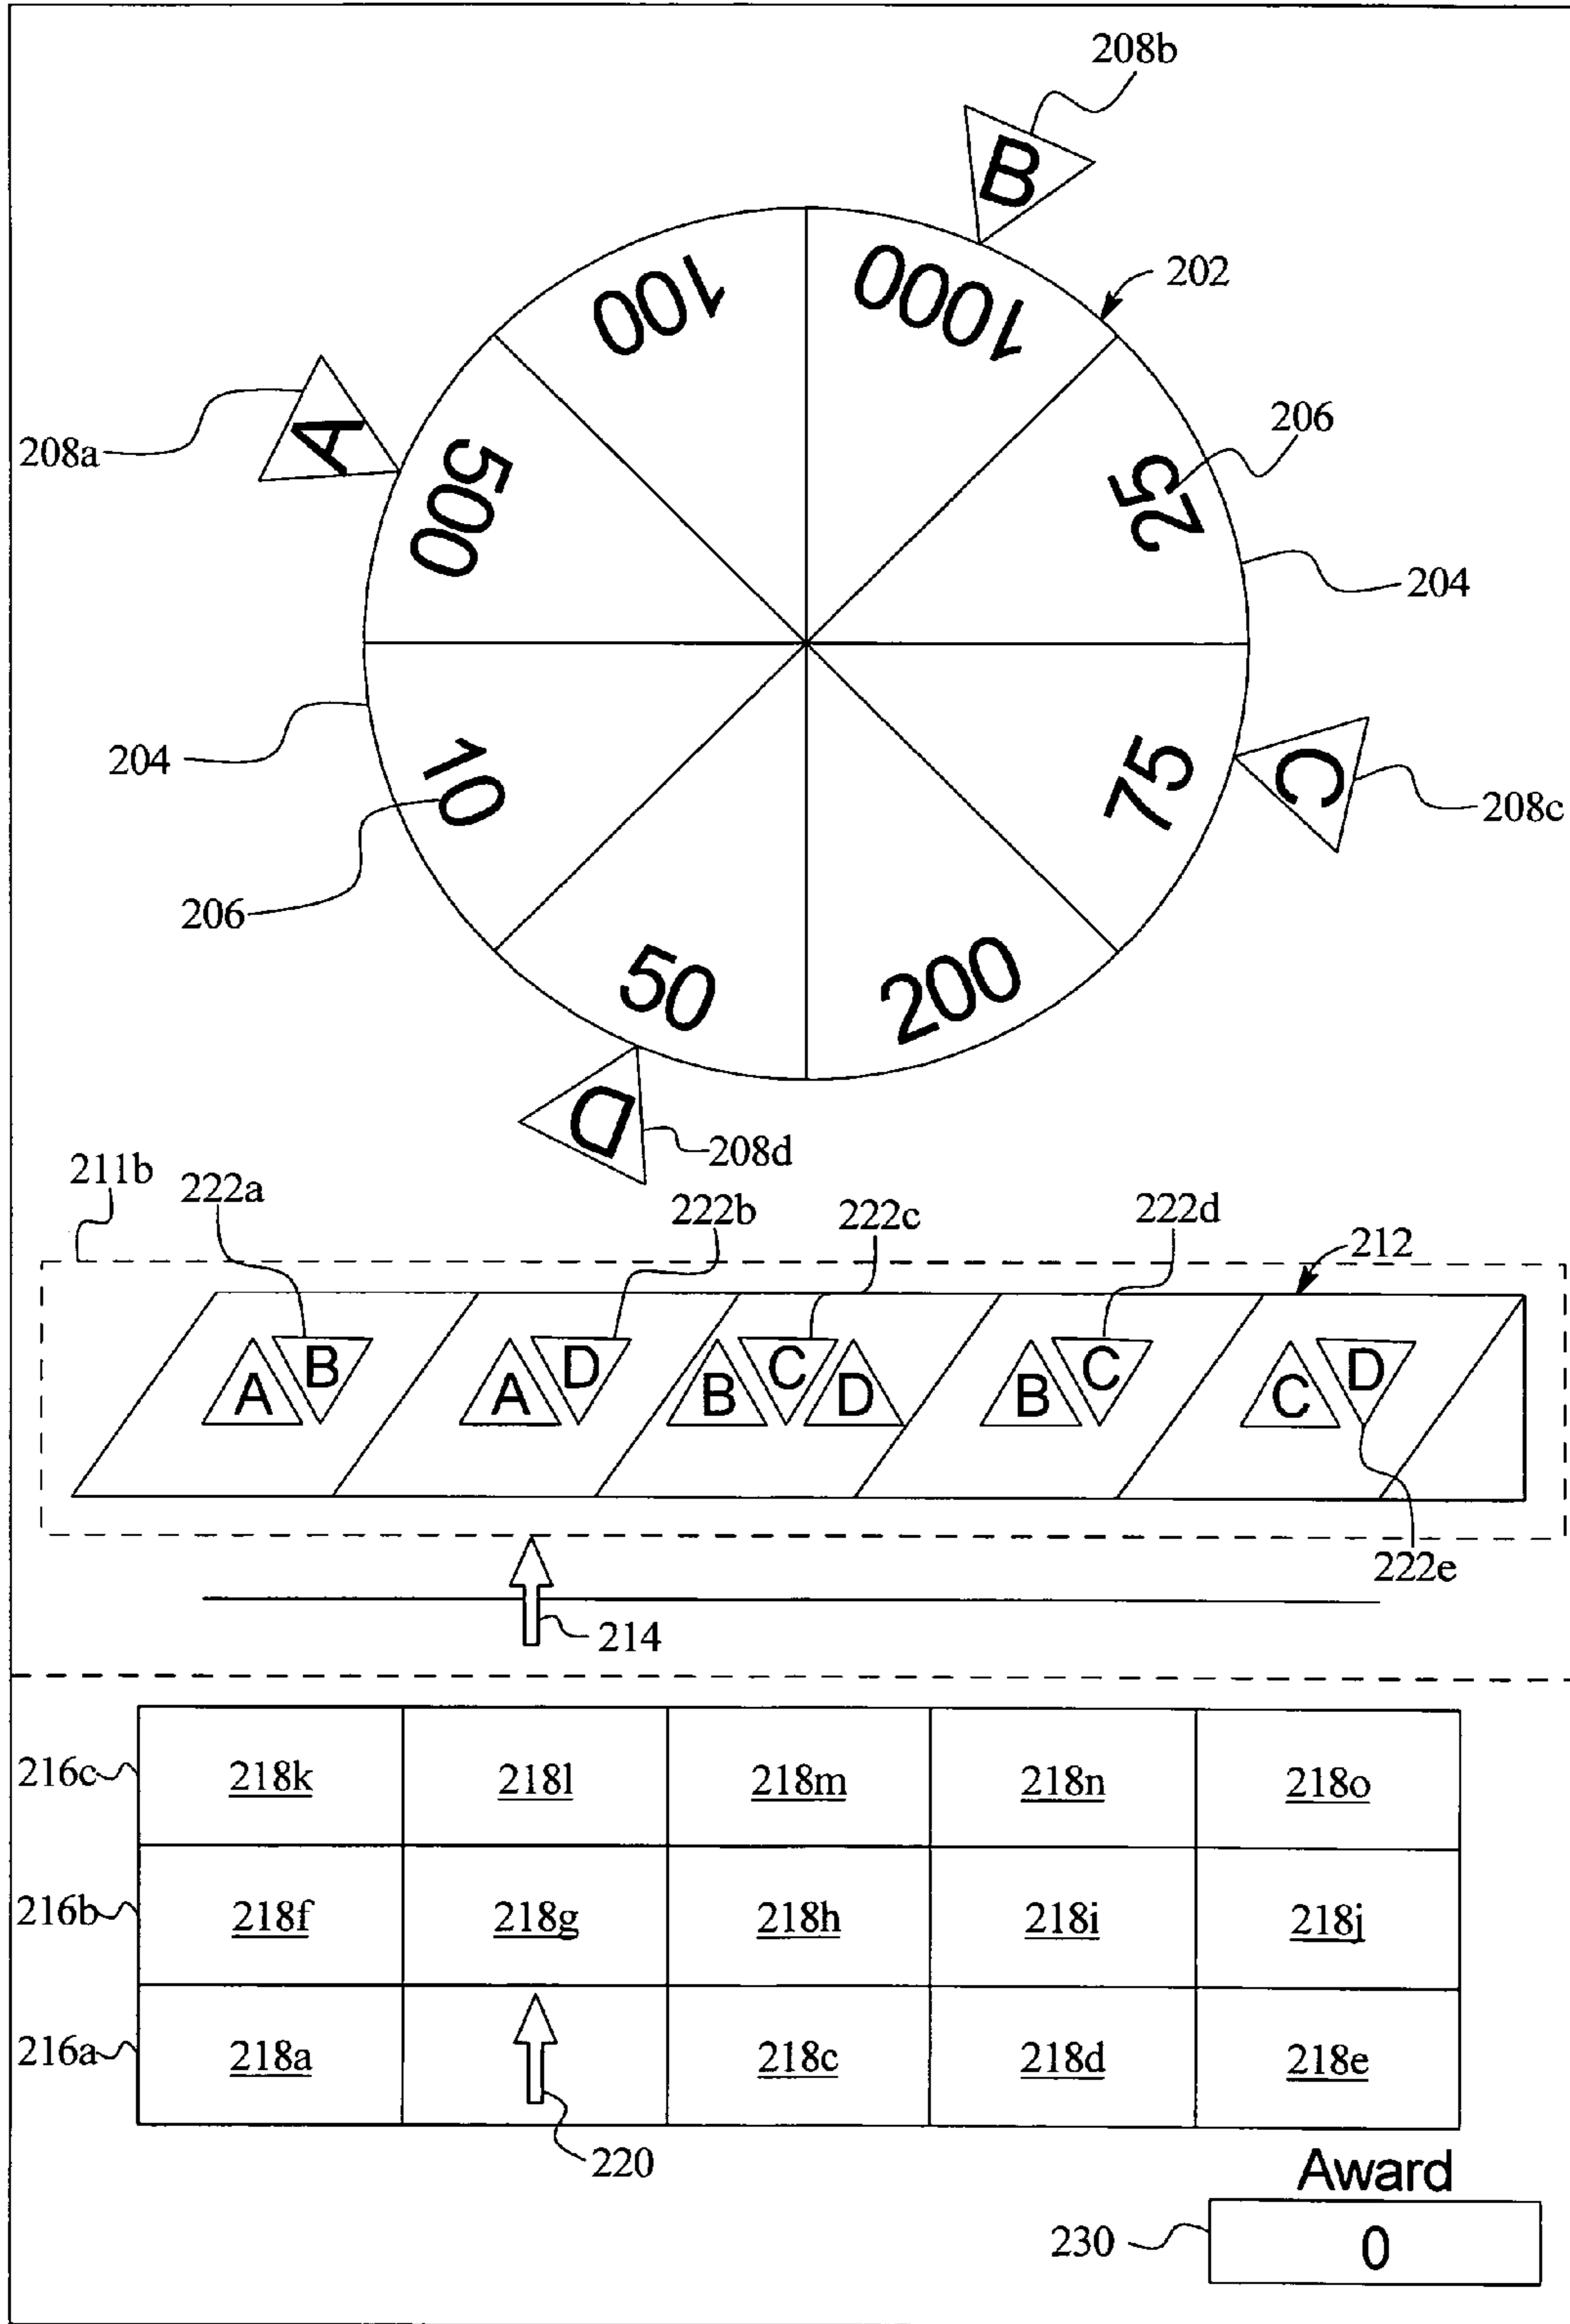 208b
B
202
100
1000
A
208a
500
25
206
204
10
204
75
C
208c
206
50
200
D
208d
211b
222a
222b
222c
222d
212
A B
A D
B C D
B C
C D
222e
214
216c
218k
218l
218m
218n
218o
216b
218f
218g
218h
218i
218j
216a
218a
218c
218d
218e
220
Award
230
0